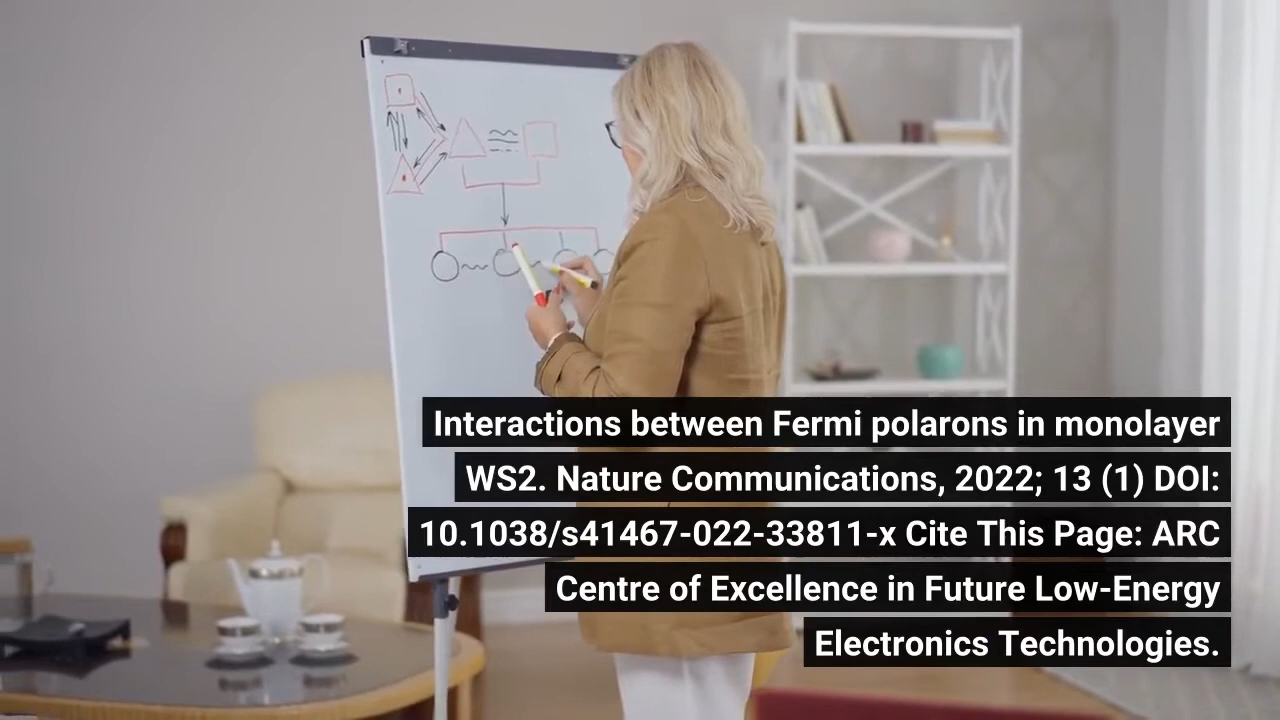 Interactions between Fermi polarons in monolayer
WS2. Nature Communications, 2022; 13 (1) DOI:
10.1038/s41467-022-33811-x Cite This Page: ARC
Centre of Excellence in Future Low-Energy
Electronics Technologies.